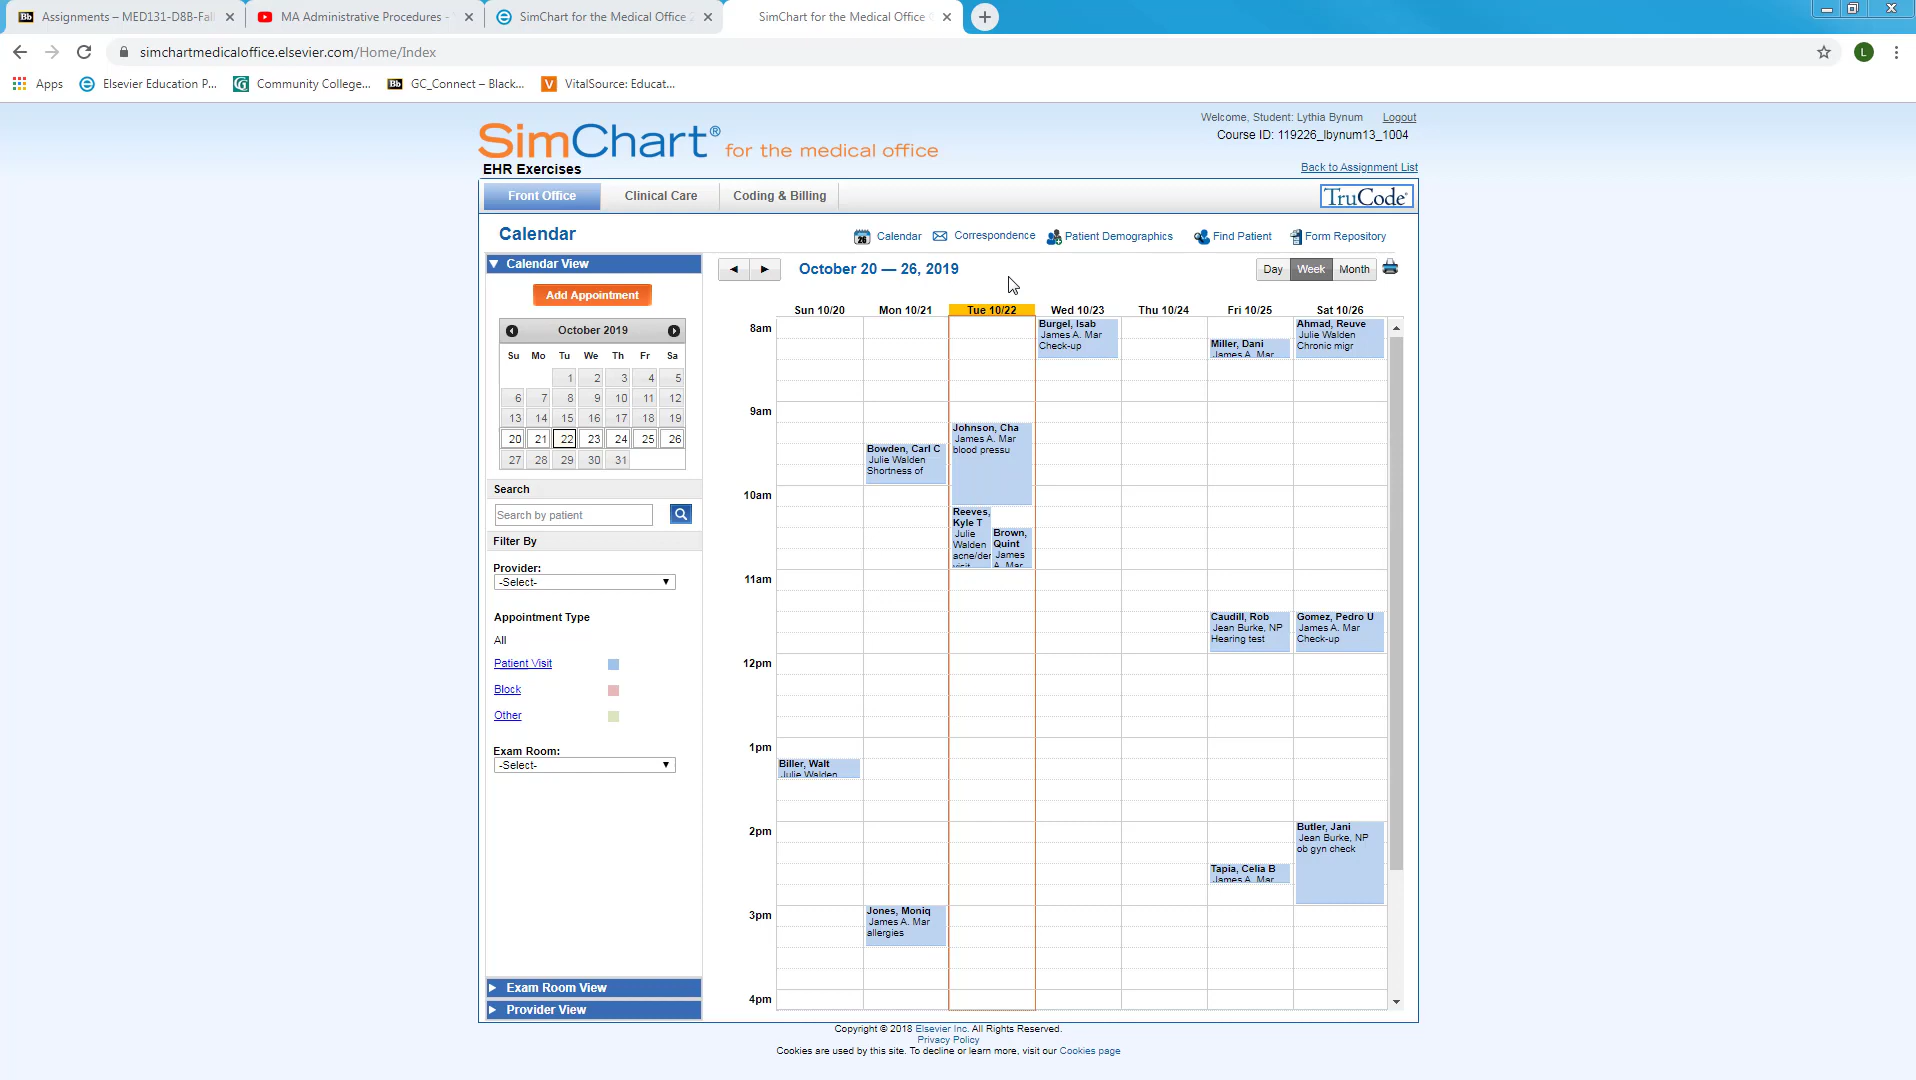 Assignments – MED131-D8B-Fall
MA Administrative Procedures -
SimChart for the Medical Office
SimChart for the Medical Office
simchartmedicaloffice.elsevier.com/Home/Index
L
Apps
Elsevier Education P...
Community College...
Bb
GC_Connect – Black...
VitalSource: Educat...
Welcome, Student: Lythia Bynum
Logout
SimChart® for the medical office
Course ID: 119226_lbynum13_1004
EHR Exercises
Back to Assignment List
Front Office
Clinical Care
Coding & Billing
TruCode®
Calendar
26
Calendar
Correspondence
Patient Demographics
Find Patient
Form Repository
Calendar View
October 20 — 26, 2019
Day
Week
Month
Add Appointment
October 2019
Su Mo Tu We Th Fr Sa
1 2 3 4 5
6 7 8 9 10 11 12
13 14 15 16 17 18 19
20 21 22 23 24 25 26
27 28 29 30 31
Search
Search by patient
Filter By
Provider:
-Select-
Appointment Type
All
Patient Visit
Block
Other
Exam Room:
-Select-
Exam Room View
Provider View
Sun 10/20
Mon 10/21
Tue 10/22
Wed 10/23
Thu 10/24
Fri 10/25
Sat 10/26
8am
Burgel, Isab
James A. Mar
Check-up
Miller, Dani
James A. Mar
Ahmad, Reuve
Julie Walden
Chronic migr
9am
Bowden, Carl C
Julie Walden
Shortness of
Johnson, Cha
James A. Mar
blood pressu
10am
Reeves,
Kyle T
Julie
Walden
acne/der
visit
Brown,
Quint
James
A. Mar
11am
Caudill, Rob
Jean Burke, NP
Hearing test
Gomez, Pedro U
James A. Mar
Check-up
12pm
1pm
Biller, Walt
Julie Walden
2pm
Butler, Jani
Jean Burke, NP
ob gyn check
Tapia, Celia B
James A. Mar
3pm
Jones, Moniq
James A. Mar
allergies
4pm
Copyright © 2018 Elsevier Inc. All Rights Reserved.
Privacy Policy
Cookies are used by this site. To decline or learn more, visit our Cookies page